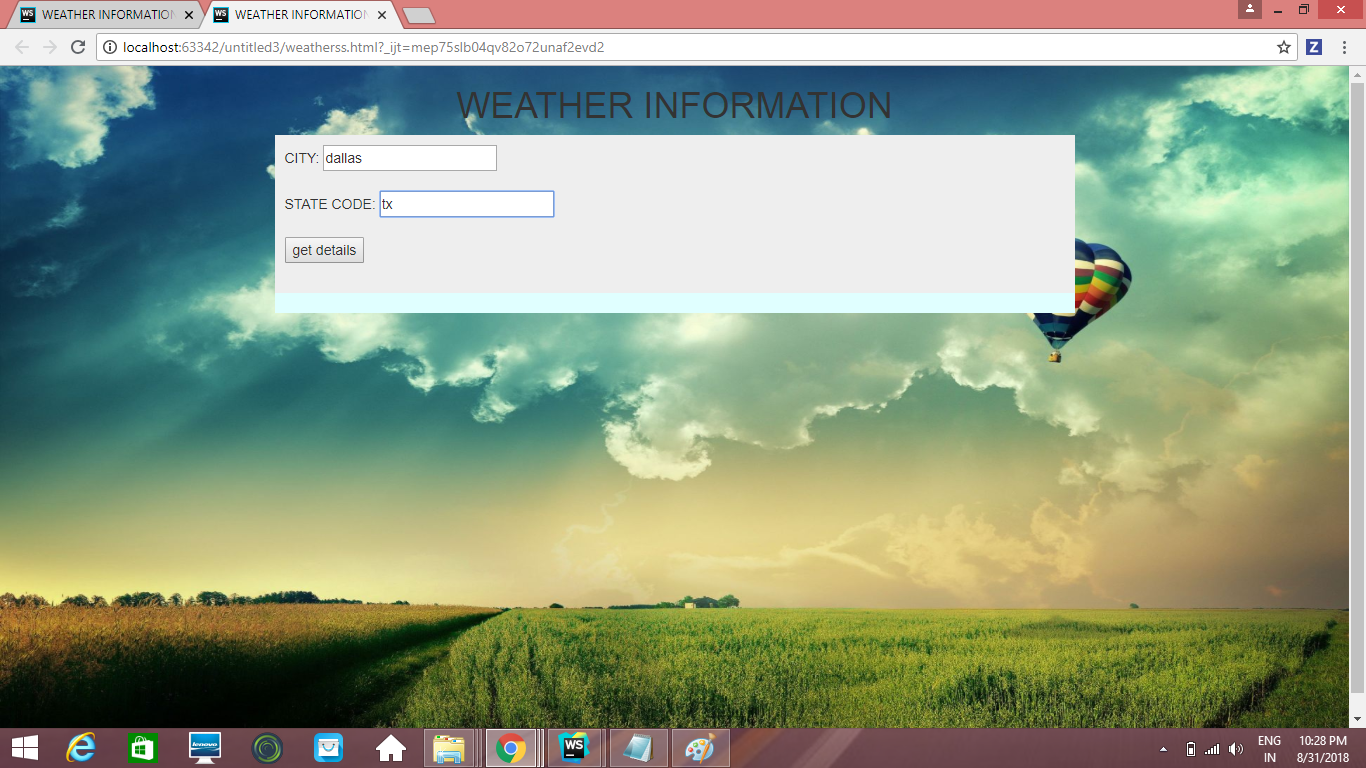 WS WEATHER INFORMATION
WS WEATHER INFORMATION
localhost:63342/untitled3/weatherss.html?_ijt=mep75slb04qv82o72unaf2evd2
Z
WEATHER INFORMATION
CITY: dallas
STATE CODE: tx
get details
lenovo
WS
ENG 10:28 PM
IN 8/31/2018